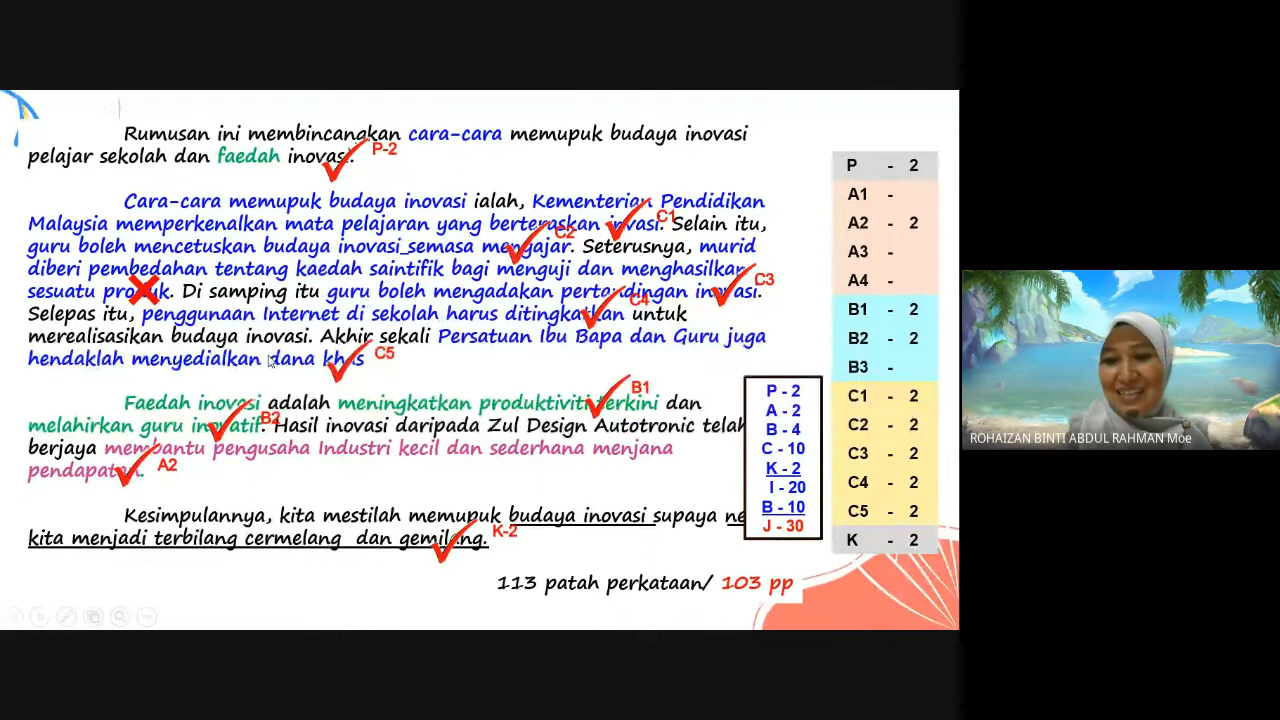 Rumusan ini membincangkan cara-cara memupuk budaya inovasi
pelajar sekolah dan faedah inovasi.
P-2
Cara-cara memupuk budaya inovasi ialah, Kementerian Pendidikan
Malaysia memperkenalkan mata pelajaran yang berteraskan invasi. Selain itu,
C1
guru boleh mencetuskan budaya inovasi semasa mengajar. Seterusnya, murid
C2
diberi pembedahan tentang kaedah saintifik bagi menguji dan menghasilkan
sesuatu produk. Di samping itu guru boleh mengadakan pertandingan inovasi.
C3
Selepas itu, penggunaan Internet di sekolah harus ditingkatkan untuk
C4
merealisasikan budaya inovasi. Akhir sekali Persatuan Ibu Bapa dan Guru juga
hendaklah menyedialkan dana khas
C5
Faedah inovasi adalah meningkatkan produktiviti terkini dan
B1
melahirkan guru inovatif. Hasil inovasi daripada Zul Design Autotronic telah
B2
berjaya membantu pengusaha Industri kecil dan sederhana menjana
pendapatan.
A2
Kesimpulannya, kita mestilah memupuk budaya inovasi supaya
kita menjadi terbilang cermelang dan gemilang.
K-2
113 patah perkataan/ 103 pp
P - 2
A - 2
B - 4
C - 10
K - 2
I - 20
B - 10
J - 30
P - 2
A1 -
A2 - 2
A3 -
A4 -
B1 - 2
B2 - 2
B3 -
C1 - 2
C2 - 2
C3 - 2
C4 - 2
C5 - 2
K - 2
ROHAIZAN BINTI ABDUL RAHMAN Moe